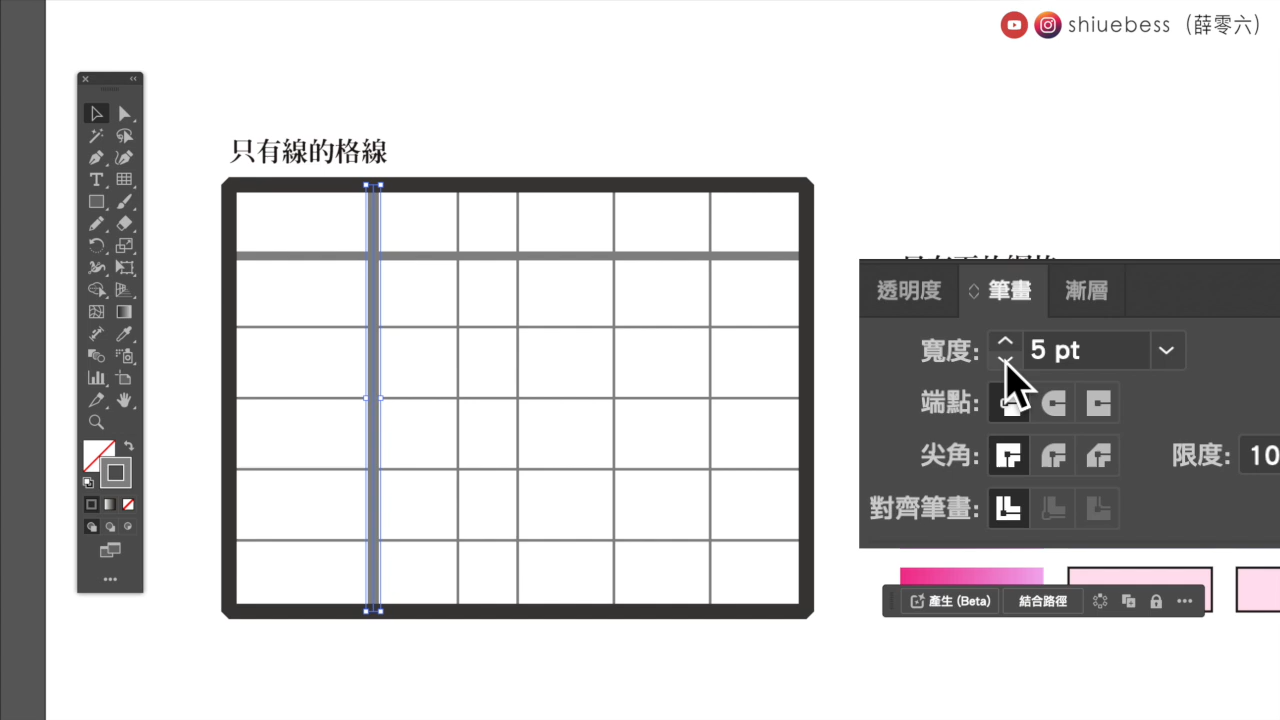 shiuebess（薛零六）
只有線的格線
透明度 筆畫 漸層
寬度: 5 pt
端點:
尖角: 限度: 10
對齊筆畫:
產生 (Beta) 結合路徑